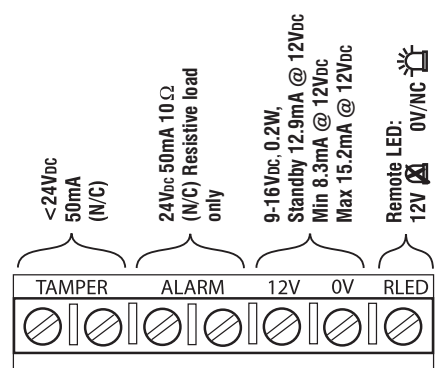 <24VDC
50mA
(N/C)
24VDC 50mA 10Ω
(N/C) Resistive load
only
9-16VDC, 0.2W,
Standby 12.9mA @ 12VDC
Min 8.3mA @ 12VDC
Max 15.2mA @ 12VDC
Remote LED:
12V 0V/NC
TAMPER ALARM 12V 0V RLED